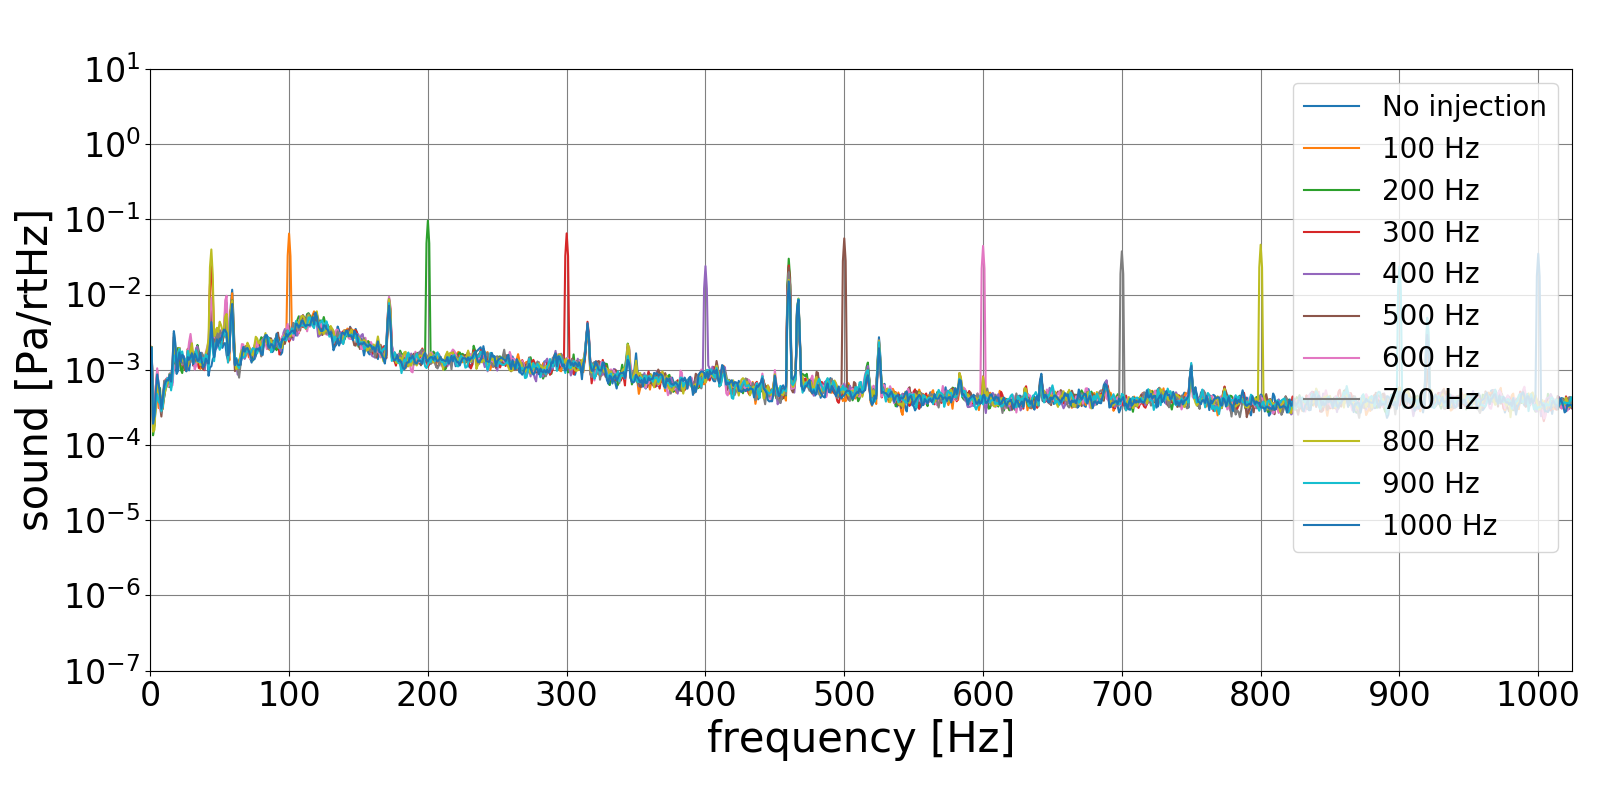 10^1
10^0
10^−1
10^−2
10^−3
10^−4
10^−5
10^−6
10^−7
sound [Pa/rtHz]
0 100 200 300 400 500 600 700 800 900 1000
frequency [Hz]
No injection
100 Hz
200 Hz
300 Hz
400 Hz
500 Hz
600 Hz
700 Hz
800 Hz
900 Hz
1000 Hz